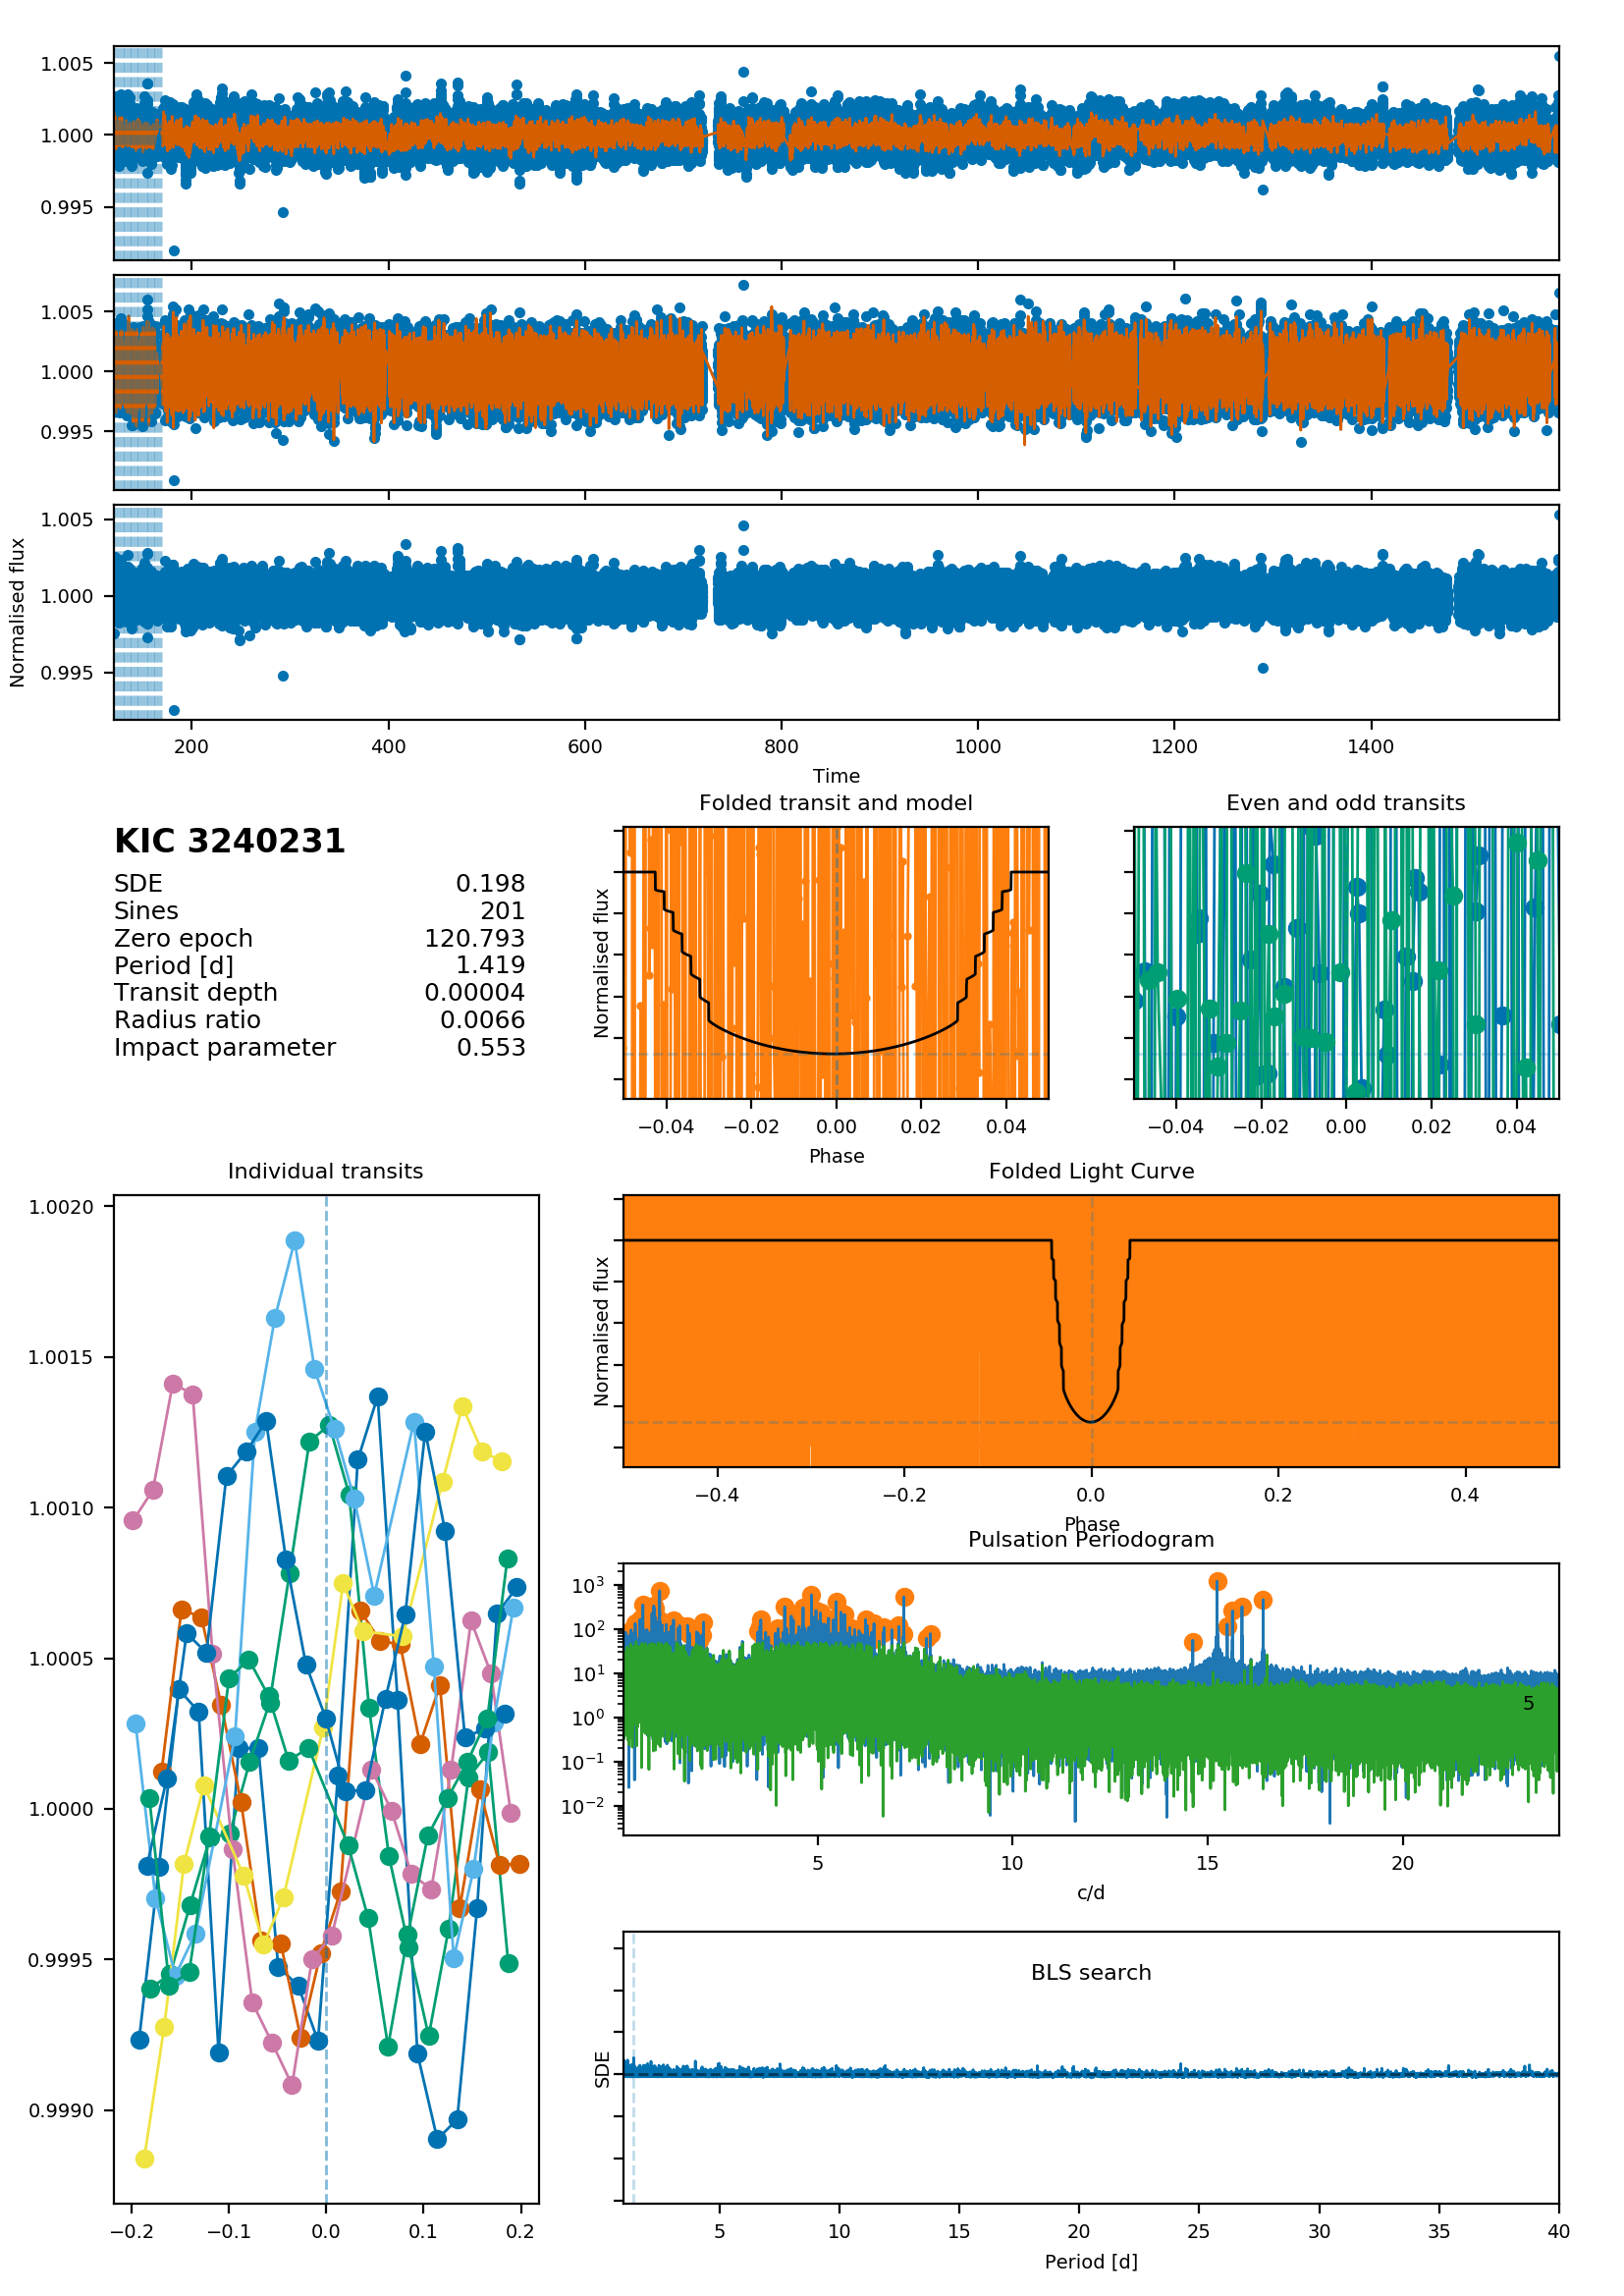 1.005
1.000
0.995
1.005
1.000
0.995
1.005
1.000
0.995
Normalised flux
200 400 600 800 1000 1200 1400
Time
KIC 3240231
SDE 0.198
Sines 201
Zero epoch 120.793
Period [d] 1.419
Transit depth 0.00004
Radius ratio 0.0066
Impact parameter 0.553
Folded transit and model
Normalised flux
−0.04 −0.02 0.00 0.02 0.04
Phase
Even and odd transits
−0.04 −0.02 0.00 0.02 0.04
Individual transits
1.0020
1.0015
1.0010
1.0005
1.0000
0.9995
0.9990
−0.2 −0.1 0.0 0.1 0.2
Folded Light Curve
Normalised flux
−0.4 −0.2 0.0 0.2 0.4
Phase
Pulsation Periodogram
10³
10²
10¹
10⁰
10⁻¹
10⁻²
5
5 10 15 20
c/d
BLS search
SDE
5 10 15 20 25 30 35 40
Period [d]